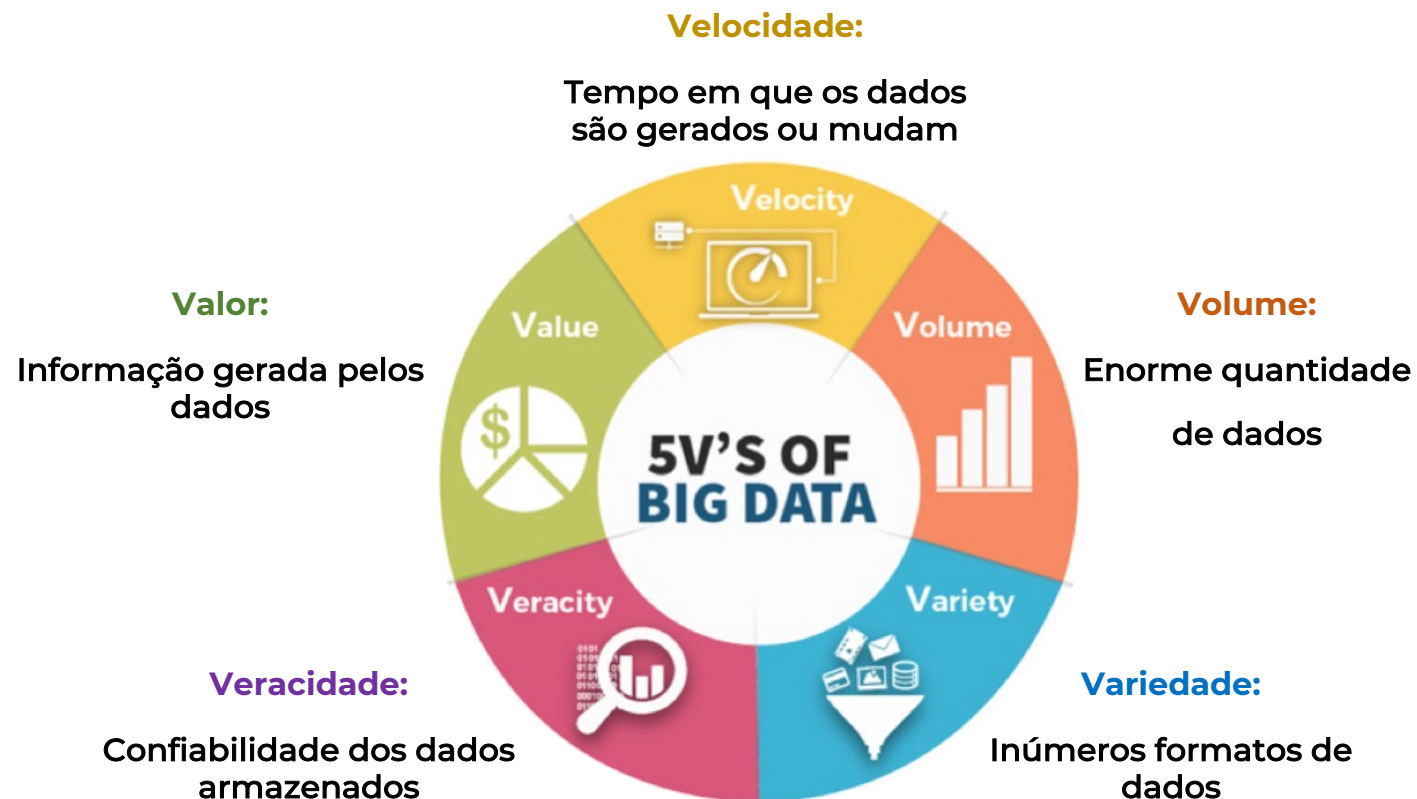 Velocidade:
Tempo em que os dados
são gerados ou mudam
Velocity
Valor:
Informação gerada pelos
dados
Value
Volume
Volume:
Enorme quantidade
de dados
5V'S OF
BIG DATA
$
Veracity
Variety
Veracidade:
Confiabilidade dos dados
armazenados
Variedade:
Inúmeros formatos de
dados